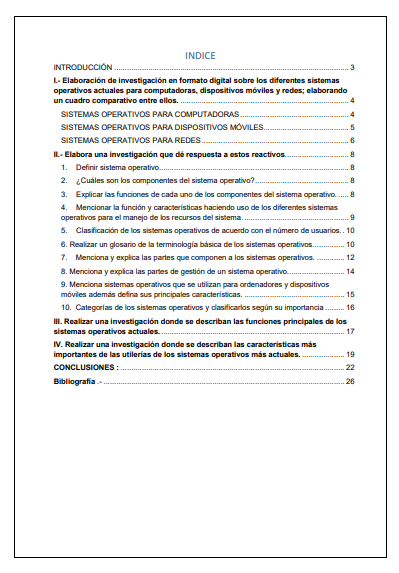 INDICE
INTRODUCCIÓN ........................................ 3
I.- Elaboración de investigación en formato digital sobre los diferentes sistemas
operativos actuales para computadoras, dispositivos móviles y redes; elaborando
un cuadro comparativo entre ellos. ........................................ 4
SISTEMAS OPERATIVOS PARA COMPUTADORAS ........................................ 4
SISTEMAS OPERATIVOS PARA DISPOSITIVOS MÓVILES ........................................ 5
SISTEMAS OPERATIVOS PARA REDES ........................................ 6
II.- Elabora una investigación que dé respuesta a estos reactivos. ........................................ 8
1. Definir sistema operativo ........................................ 8
2. ¿Cuáles son los componentes del sistema operativo? ........................................ 8
3. Explicar las funciones de cada uno de los componentes del sistema operativo. ..... 8
4. Mencionar la función y características haciendo uso de los diferentes sistemas
operativos para el manejo de los recursos del sistema. ........................................ 9
5. Clasificación de los sistemas operativos de acuerdo con el número de usuarios. .. 10
6. Realizar un glosario de la terminología básica de los sistemas operativos ............... 10
7. Menciona y explica las partes que componen a los sistemas operativos. ............ 12
8. Menciona y explica las partes de gestión de un sistema operativo ........................ 14
9. Menciona sistemas operativos que se utilizan para ordenadores y dispositivos
móviles además defina sus principales características. ........................................ 15
10. Categorías de los sistemas operativos y clasificarlos según su importancia ......... 16
III. Realizar una investigación donde se describan las funciones principales de los
sistemas operativos actuales. ........................................ 17
IV. Realizar una investigación donde se describan las características más
importantes de las utilerías de los sistemas operativos más actuales. .................... 19
CONCLUSIONES : ........................................ 22
Bibliografía .- ........................................ 26